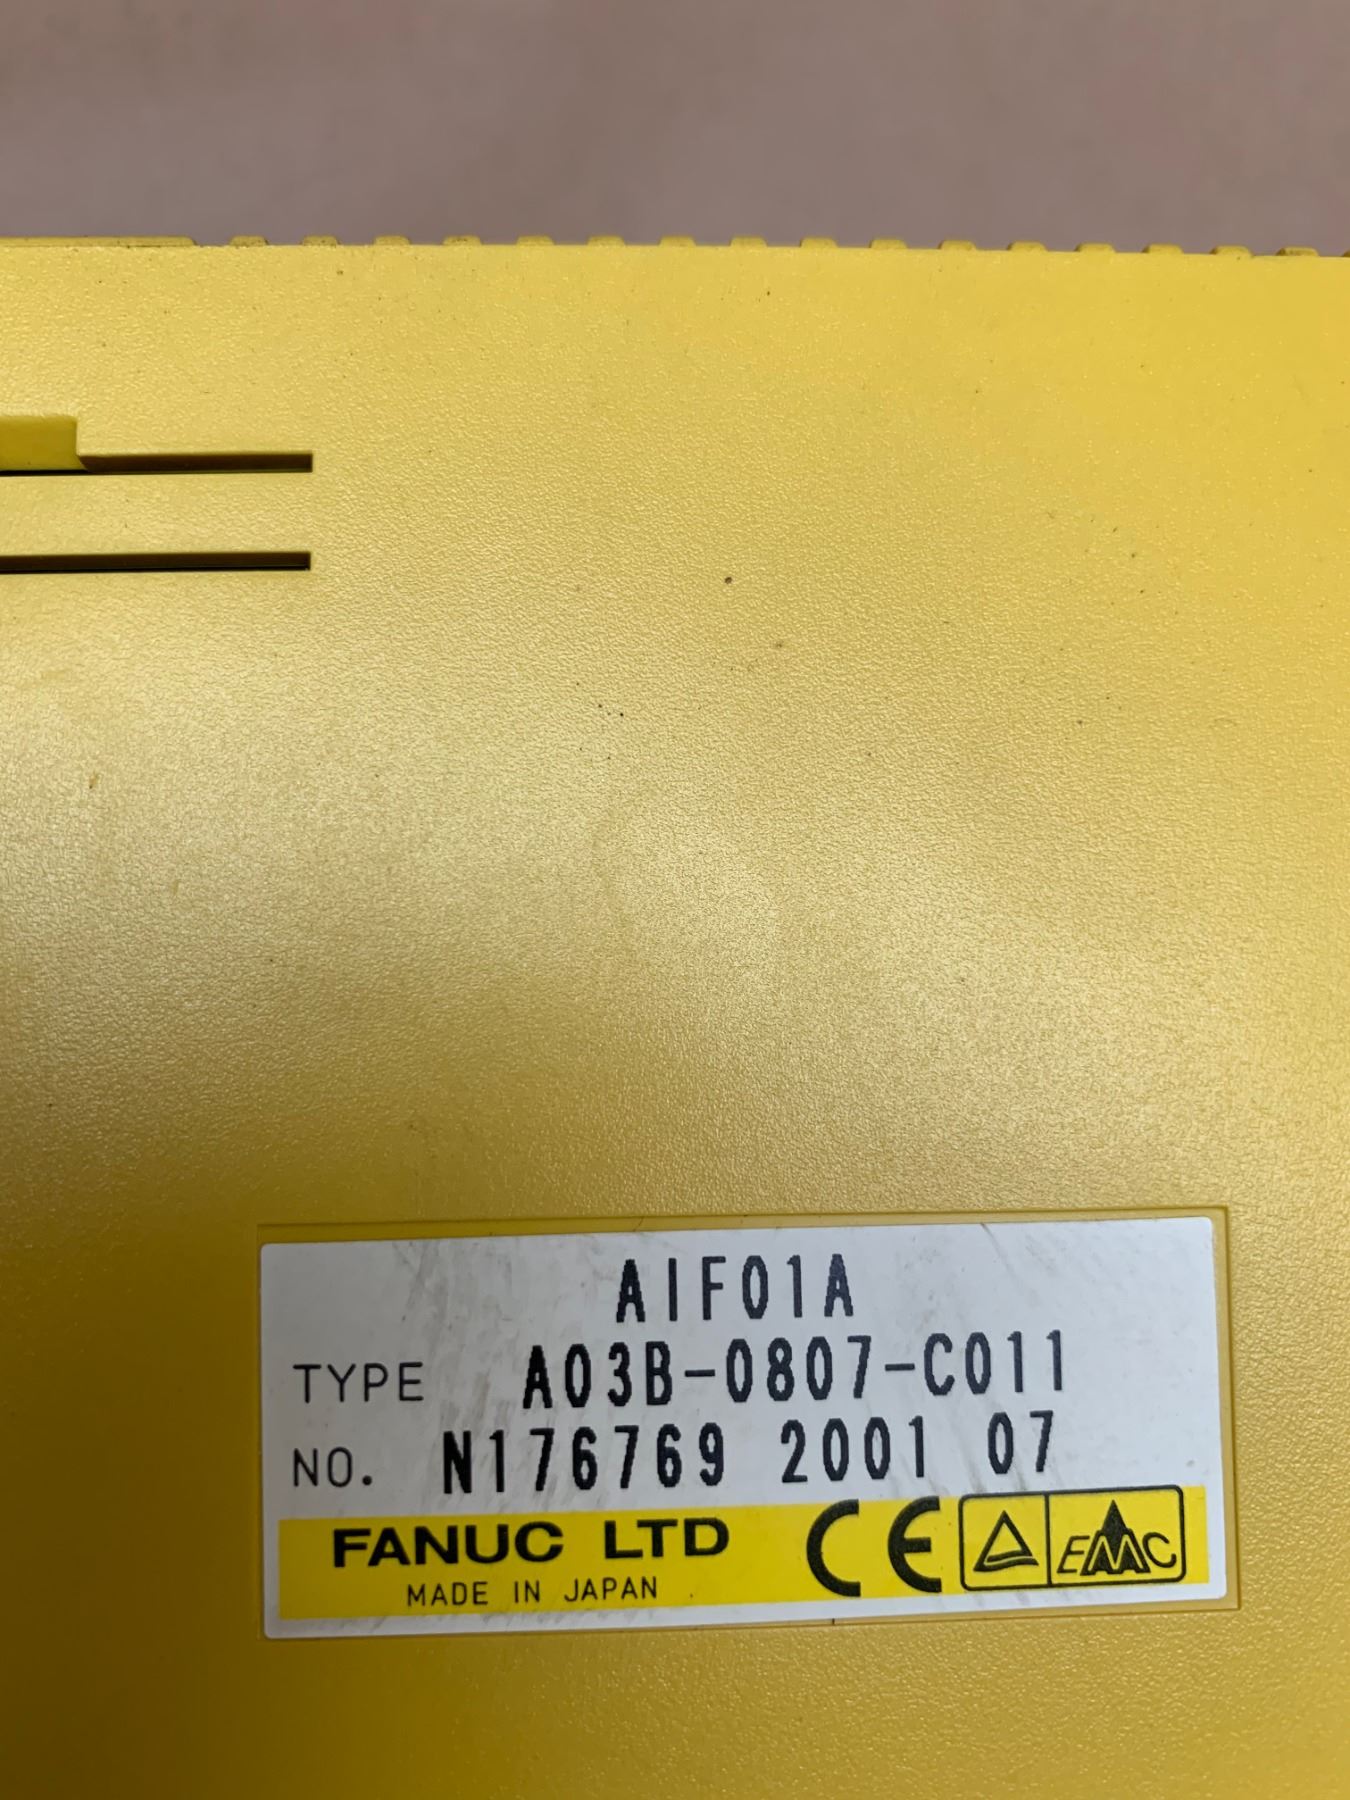 AIF01A
TYPE A03B-0807-C011
NO. N176769 2001 07
FANUC LTD CE EMC
MADE IN JAPAN